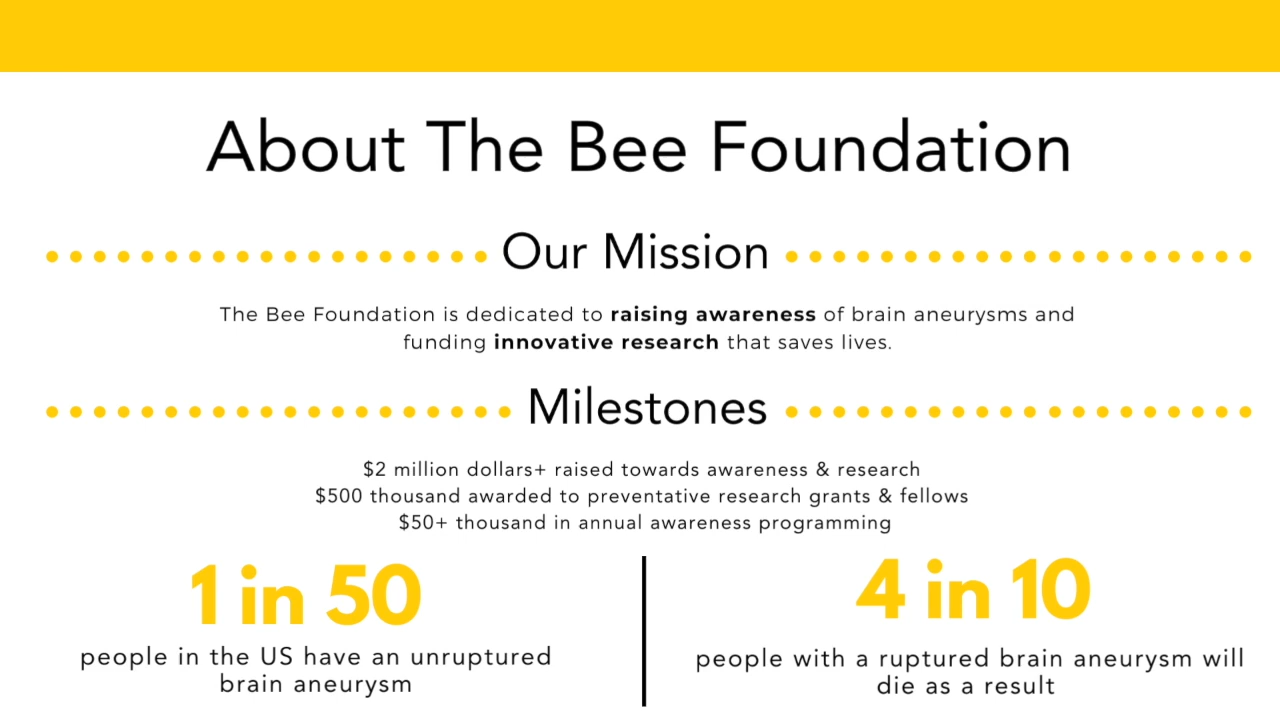 About The Bee Foundation
Our Mission
The Bee Foundation is dedicated to raising awareness of brain aneurysms and
funding innovative research that saves lives.
Milestones
$2 million dollars+ raised towards awareness & research
$500 thousand awarded to preventative research grants & fellows
$50+ thousand in annual awareness programming
1 in 50
people in the US have an unruptured
brain aneurysm
4 in 10
people with a ruptured brain aneurysm will
die as a result